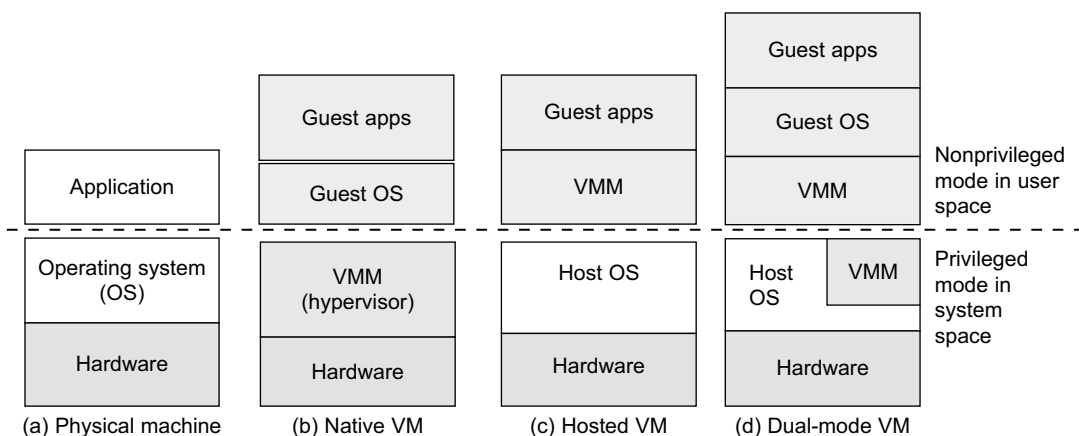 Application
Operating system
(OS)
Hardware
(a) Physical machine
Guest apps
Guest OS
VMM
(hypervisor)
Hardware
(b) Native VM
Guest apps
VMM
Host OS
Hardware
(c) Hosted VM
Guest apps
Guest OS
VMM
Host
OS
VMM
Hardware
(d) Dual-mode VM
Nonprivileged
mode in user
space
Privileged
mode in
system
space